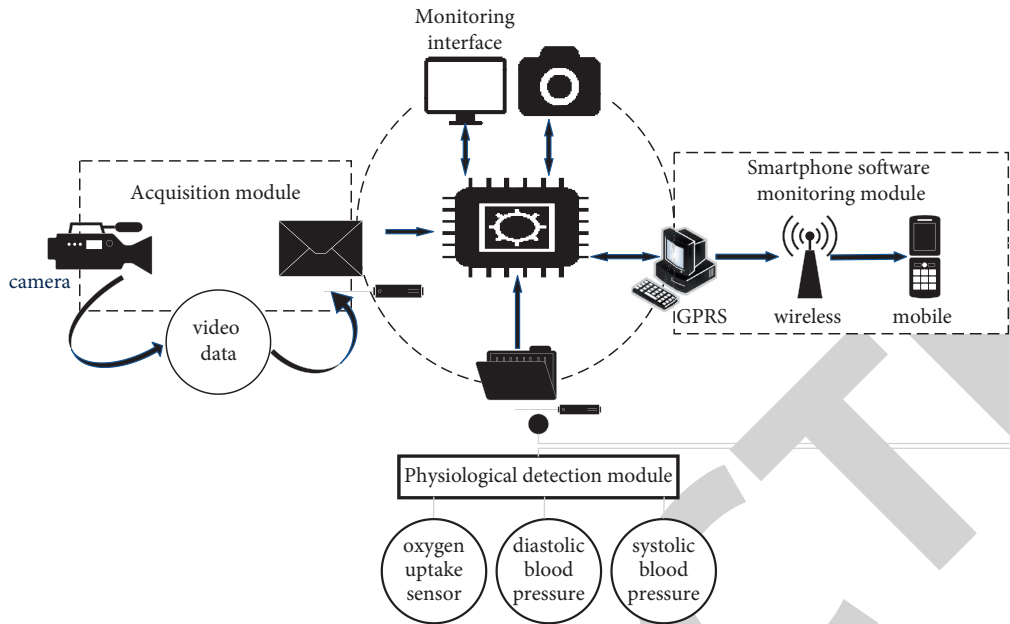 Monitoring
interface
Acquisition module
camera
video
data
Smartphone software
monitoring module
GPRS
wireless
mobile
Physiological detection module
oxygen
uptake
sensor
diastolic
blood
pressure
systolic
blood
pressure